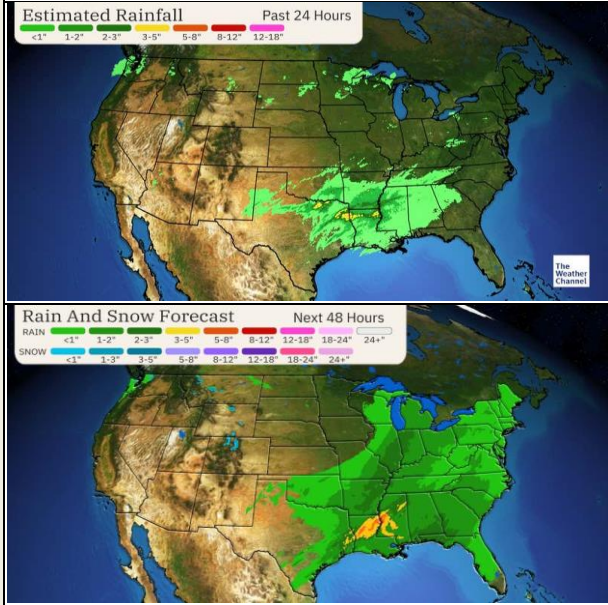 Estimated Rainfall Past 24 Hours
<1" 1-2" 2-3" 3-5" 5-8" 8-12" 12-18"
The
Weather
Channel
Rain And Snow Forecast Next 48 Hours
RAIN
<1" 1-2" 2-3" 3-5" 5-8" 8-12" 12-18" 18-24" 24+"
SNOW
<1" 1-3" 3-5" 5-8" 8-12" 12-18" 18-24" 24+"